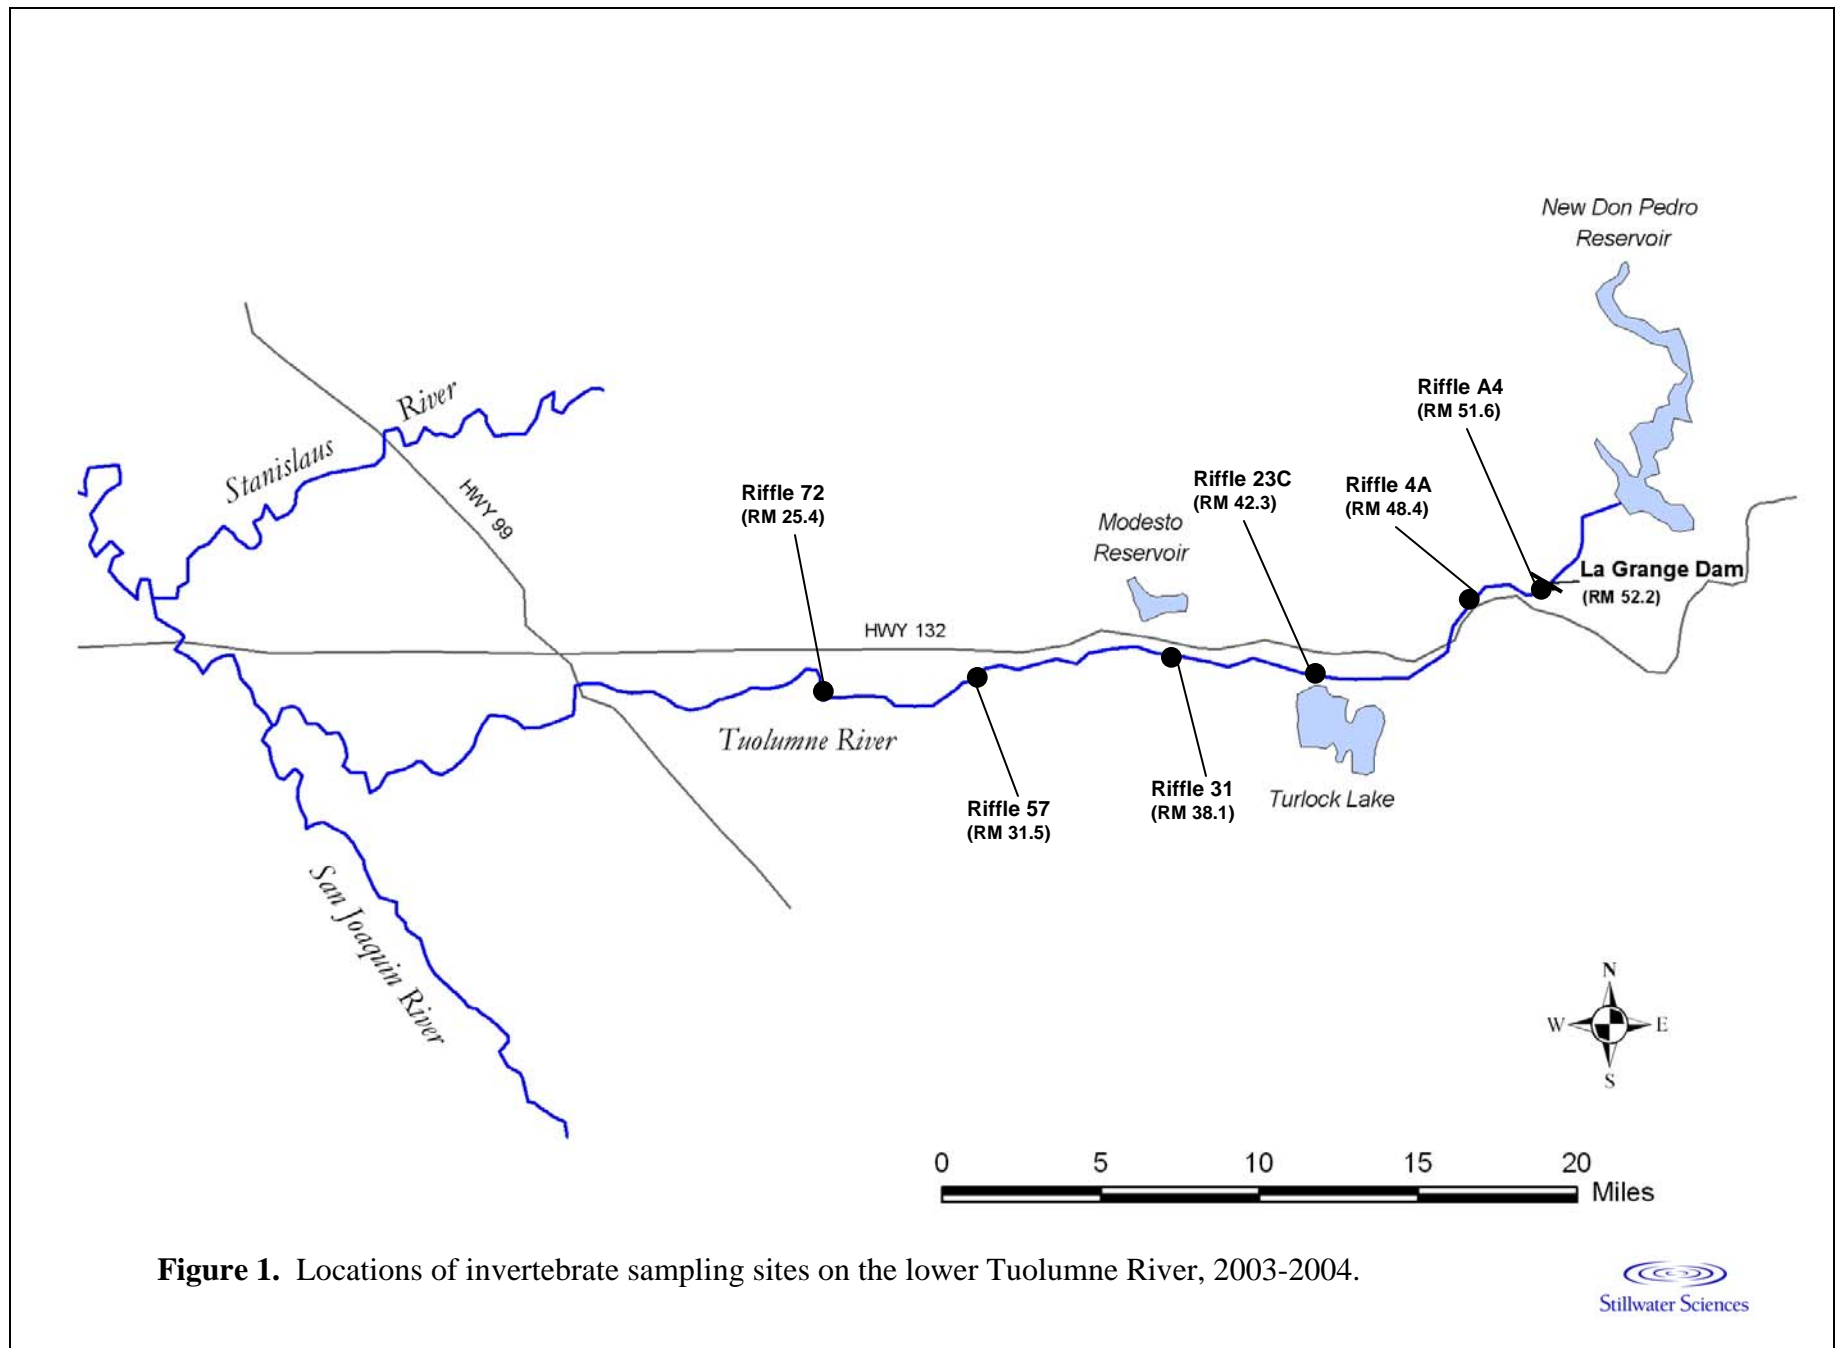 New Don Pedro
Reservoir
Riffle A4
(RM 51.6)
River
Stanislaus
HWY 99
Riffle 72
(RM 25.4)
Modesto
Reservoir
Riffle 23C
(RM 42.3)
Riffle 4A
(RM 48.4)
La Grange Dam
(RM 52.2)
HWY 132
Tuolumne River
Riffle 57
(RM 31.5)
Riffle 31
(RM 38.1)
Turlock Lake
San Joaquin River
N
W E
S
0 5 10 15 20
Miles
Figure 1. Locations of invertebrate sampling sites on the lower Tuolumne River, 2003-2004.
Stillwater Sciences